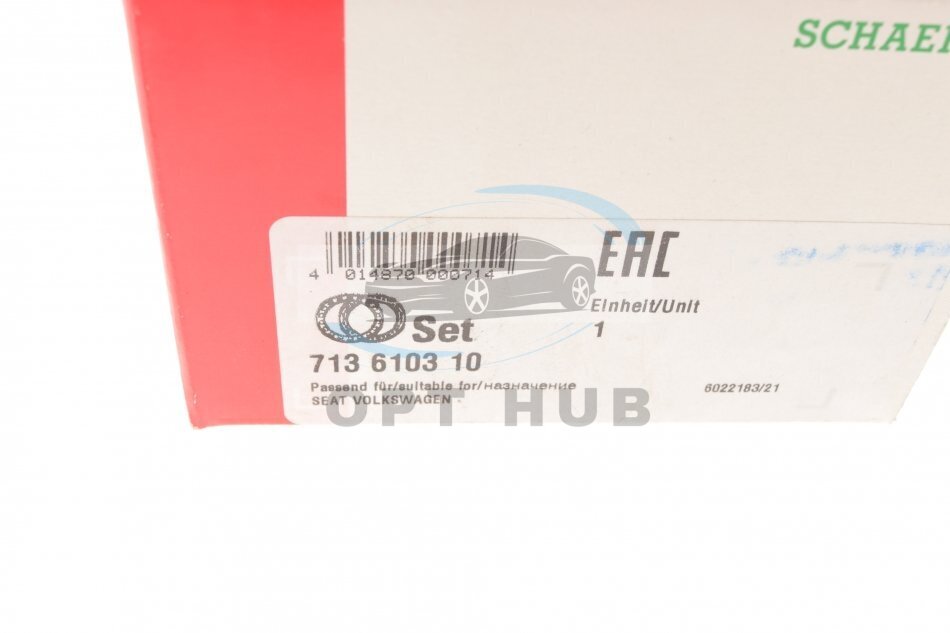 SCHAE
4 014870 000714
EAC
Einheit/Unit
1
Set
713 6103 10
Passend für/suitable for/назначение
6022183/21
SEAT VOLKSWAGEN
OPT HUB